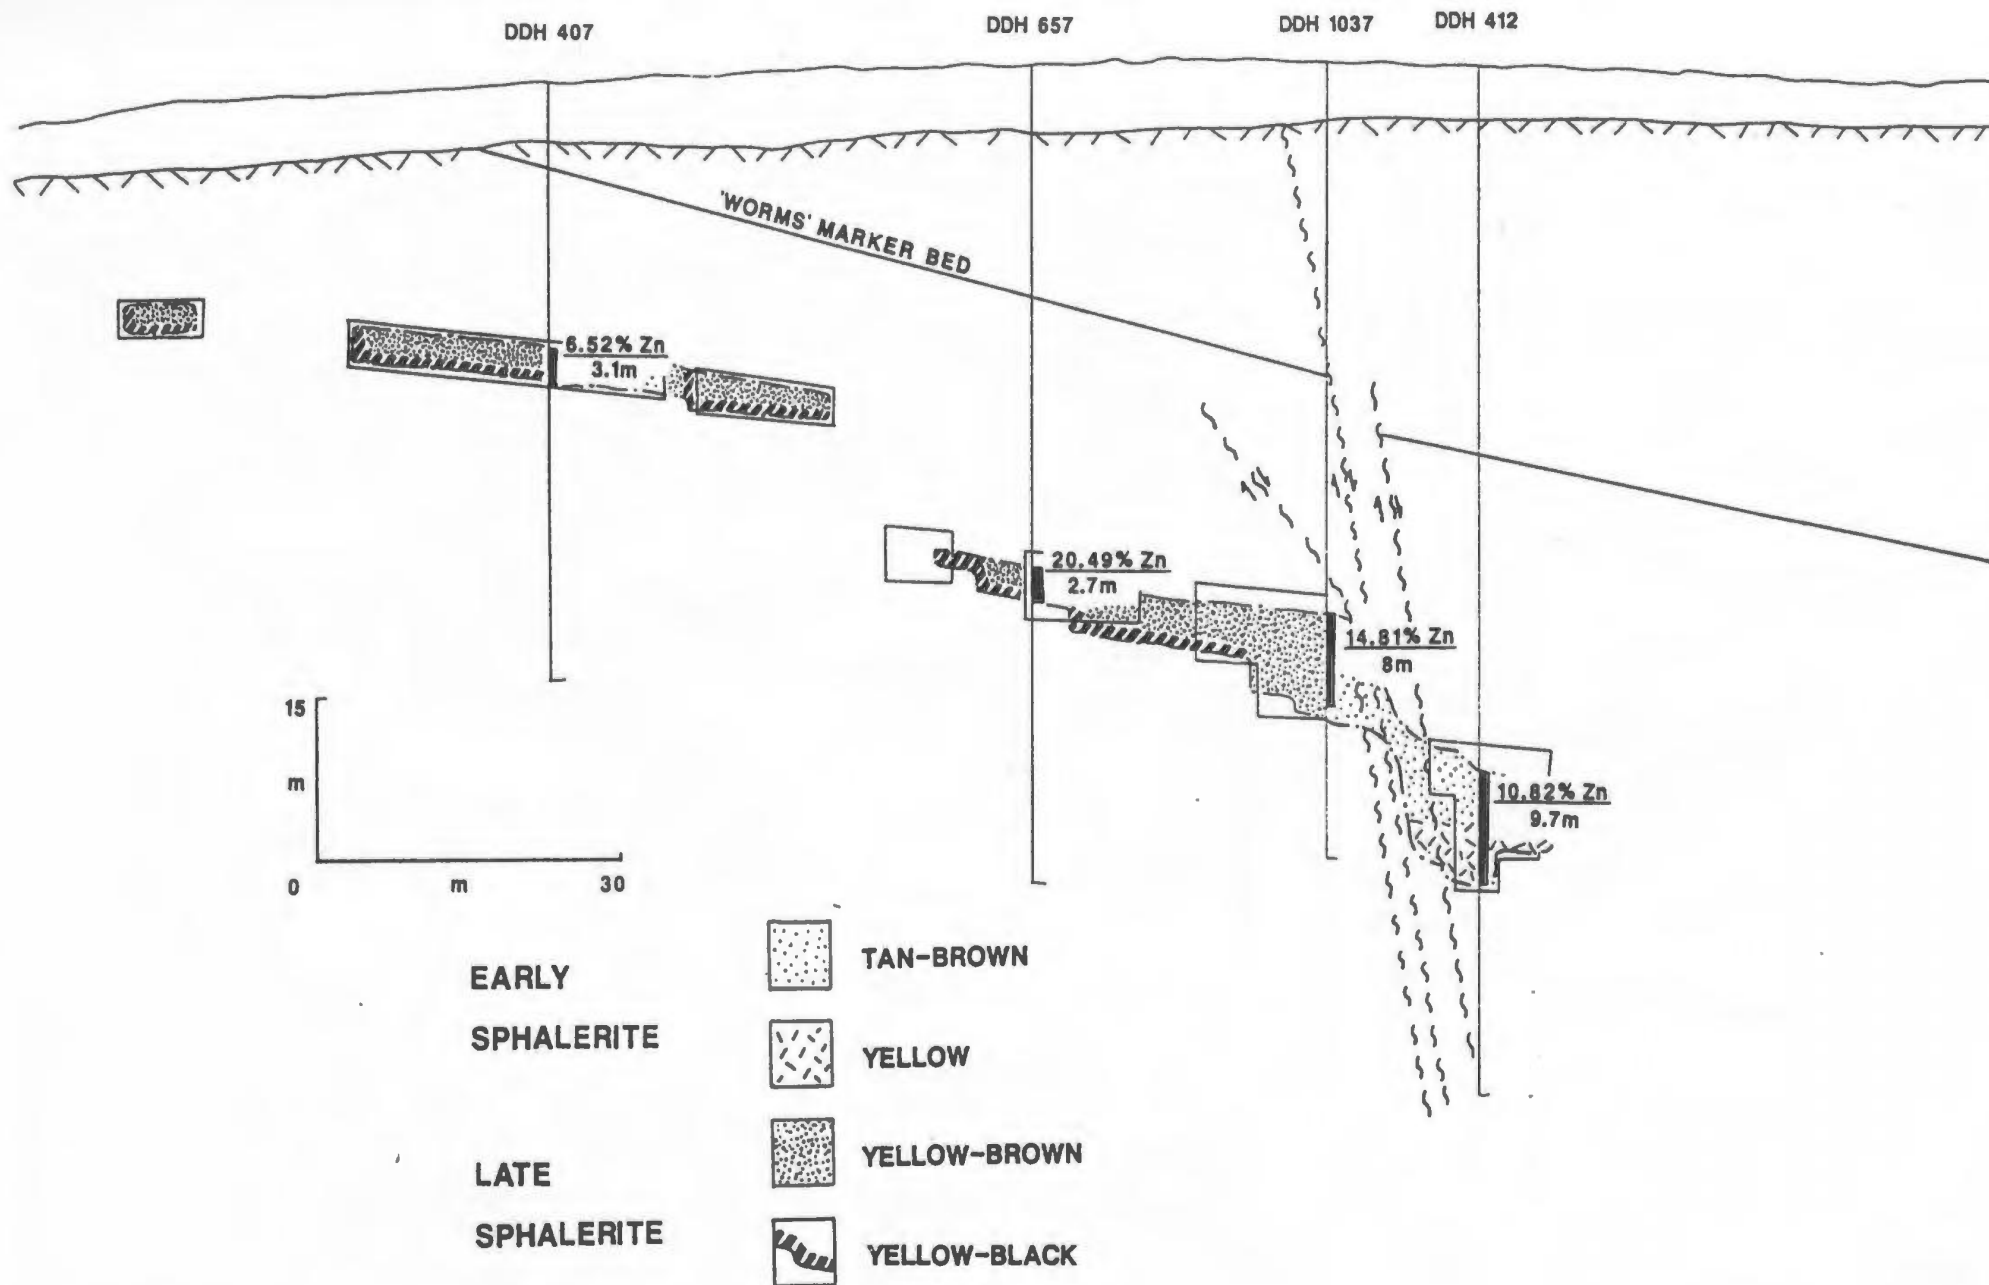 DDH 407
DDH 657
DDH 1037
DDH 412
'WORMS' MARKER BED
6.52% Zn
3.1m
20.49% Zn
2.7m
14.81% Zn
8m
10.82% Zn
9.7m
15
m
0 m 30
EARLY
SPHALERITE
TAN-BROWN
YELLOW
LATE
SPHALERITE
YELLOW-BROWN
YELLOW-BLACK